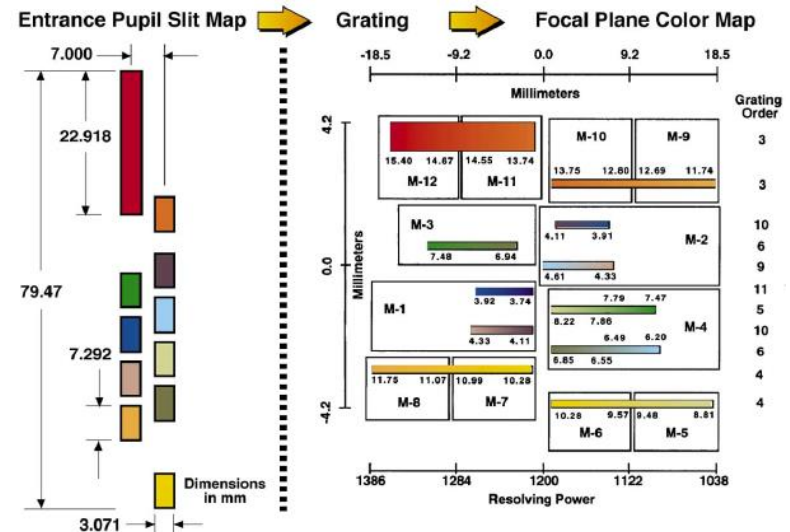 Entrance Pupil Slit Map
Grating
Focal Plane Color Map
7.000
22.918
79.47
7.292
3.071
Dimensions
in mm
-18.5 -9.2 0.0 9.2 18.5
Millimeters
Grating
Order
4.2
0.0
-4.2
Millimeters
15.40 14.67 14.55 13.74
M-12 M-11
M-10 M-9
13.75 12.80 12.69 11.74
M-3
7.48 6.94
4.11 3.91
M-2
4.61 4.33
M-1
3.92 3.74
4.33 4.11
7.79 7.47
8.22 7.86
M-4
6.49 6.20
6.85 6.55
11.75 11.07 10.99 10.28
M-8 M-7
10.28 9.57 9.48 8.81
M-6 M-5
3
3
10
6
9
11
5
10
6
4
4
1386 1284 1200 1122 1038
Resolving Power